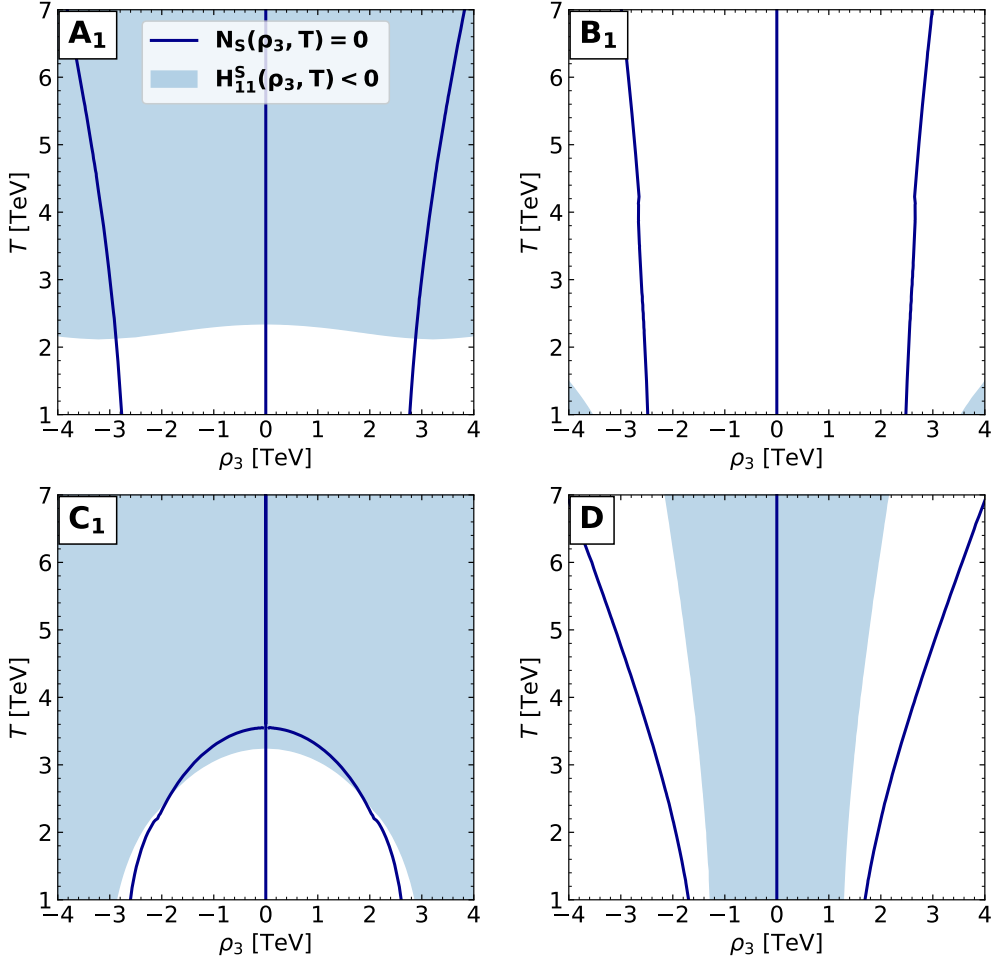 A₁
N_S(ρ₃, T) = 0
H₁₁^S(ρ₃, T) < 0
7
6
5
4
3
2
1
T [TeV]
−4 −3 −2 −1 0 1 2 3 4
ρ₃ [TeV]
B₁
7
6
5
4
3
2
1
T [TeV]
−4 −3 −2 −1 0 1 2 3 4
ρ₃ [TeV]
C₁
7
6
5
4
3
2
1
T [TeV]
−4 −3 −2 −1 0 1 2 3 4
ρ₃ [TeV]
D
7
6
5
4
3
2
1
T [TeV]
−4 −3 −2 −1 0 1 2 3 4
ρ₃ [TeV]